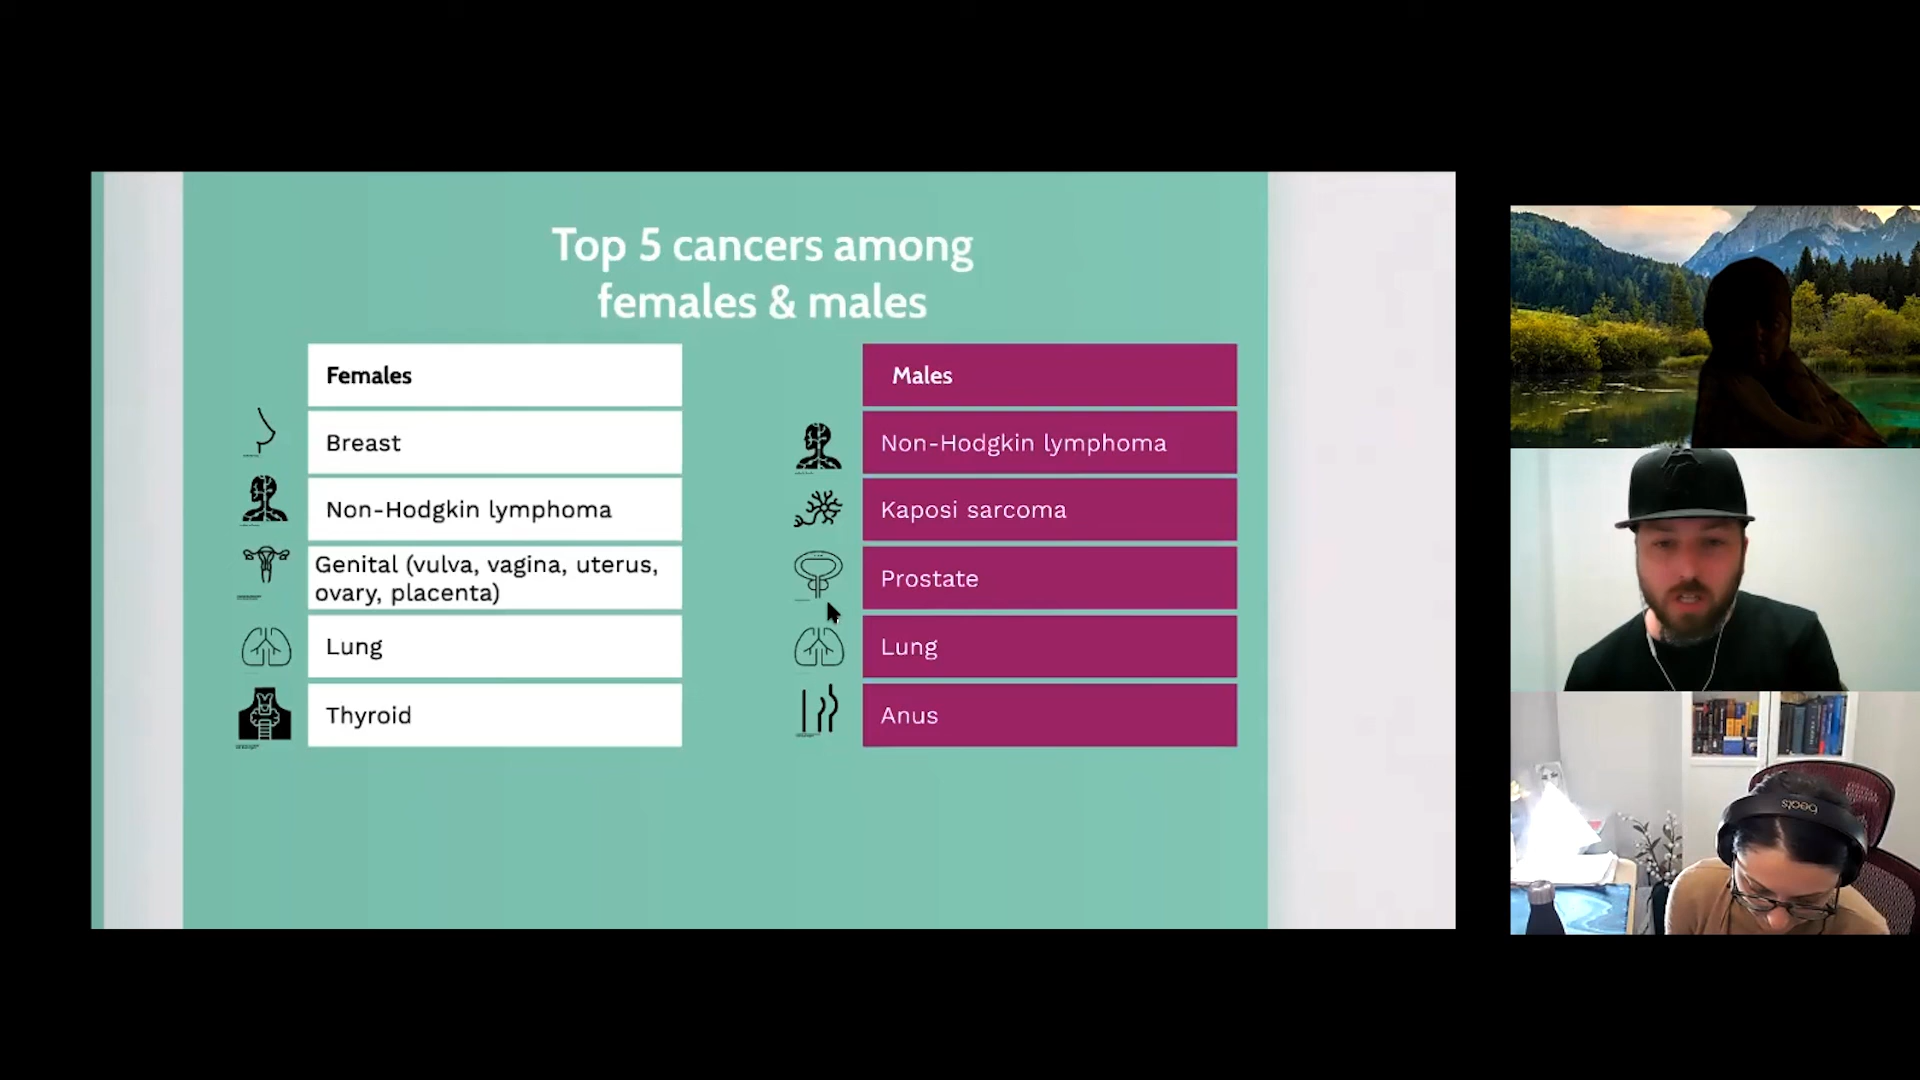 Top 5 cancers among
females & males
Females
Breast
Non-Hodgkin lymphoma
Genital (vulva, vagina, uterus,
ovary, placenta)
Lung
Thyroid
Males
Non-Hodgkin lymphoma
Kaposi sarcoma
Prostate
Lung
Anus
beats